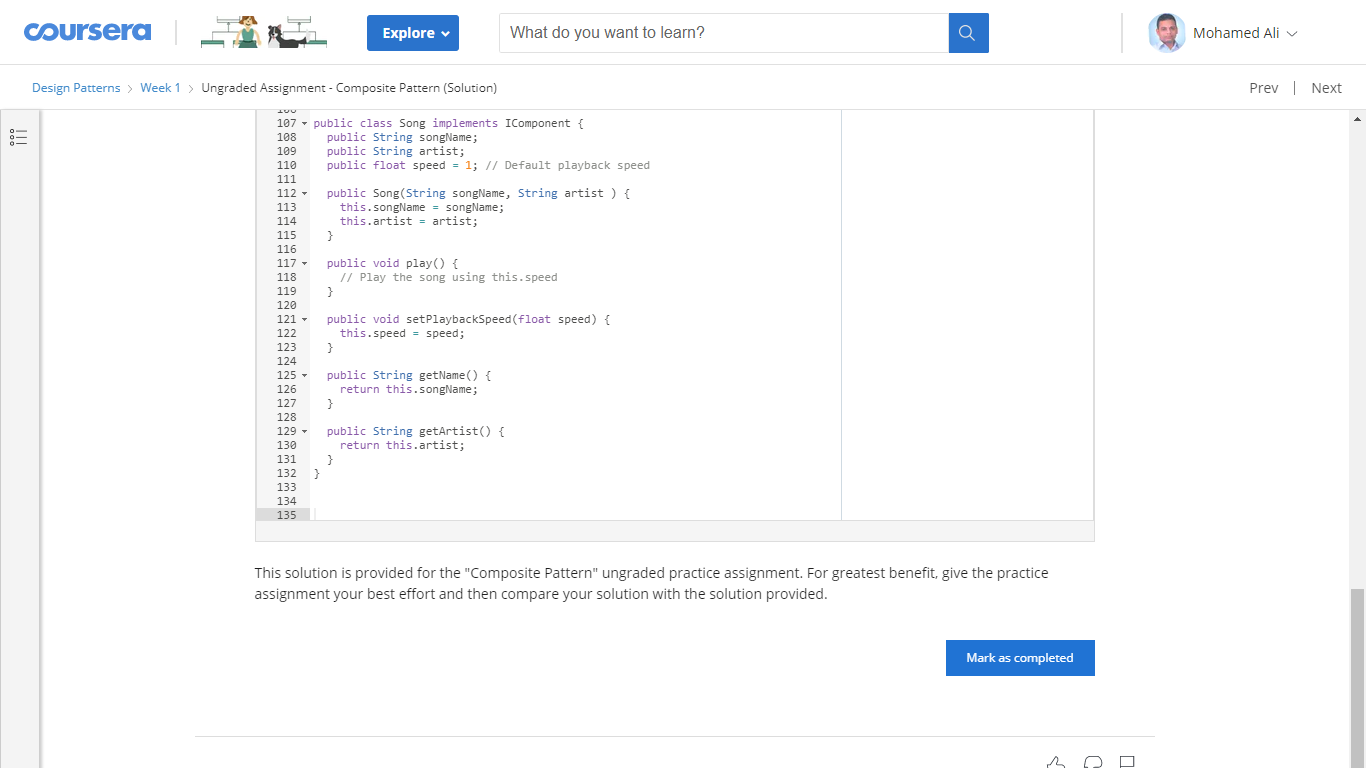 coursera
Explore
What do you want to learn?
Mohamed Ali
Design Patterns > Week 1 > Ungraded Assignment - Composite Pattern (Solution)
Prev | Next
107 public class Song implements IComponent {
108 public String songName;
109 public String artist;
110 public float speed = 1; // Default playback speed
111
112 public Song(String songName, String artist ) {
113 this.songName = songName;
114 this.artist = artist;
115 }
116
117 public void play() {
118 // Play the song using this.speed
119 }
120
121 public void setPlaybackSpeed(float speed) {
122 this.speed = speed;
123 }
124
125 public String getName() {
126 return this.songName;
127 }
128
129 public String getArtist() {
130 return this.artist;
131 }
132 }
133
134
135
This solution is provided for the "Composite Pattern" ungraded practice assignment. For greatest benefit, give the practice
assignment your best effort and then compare your solution with the solution provided.
Mark as completed